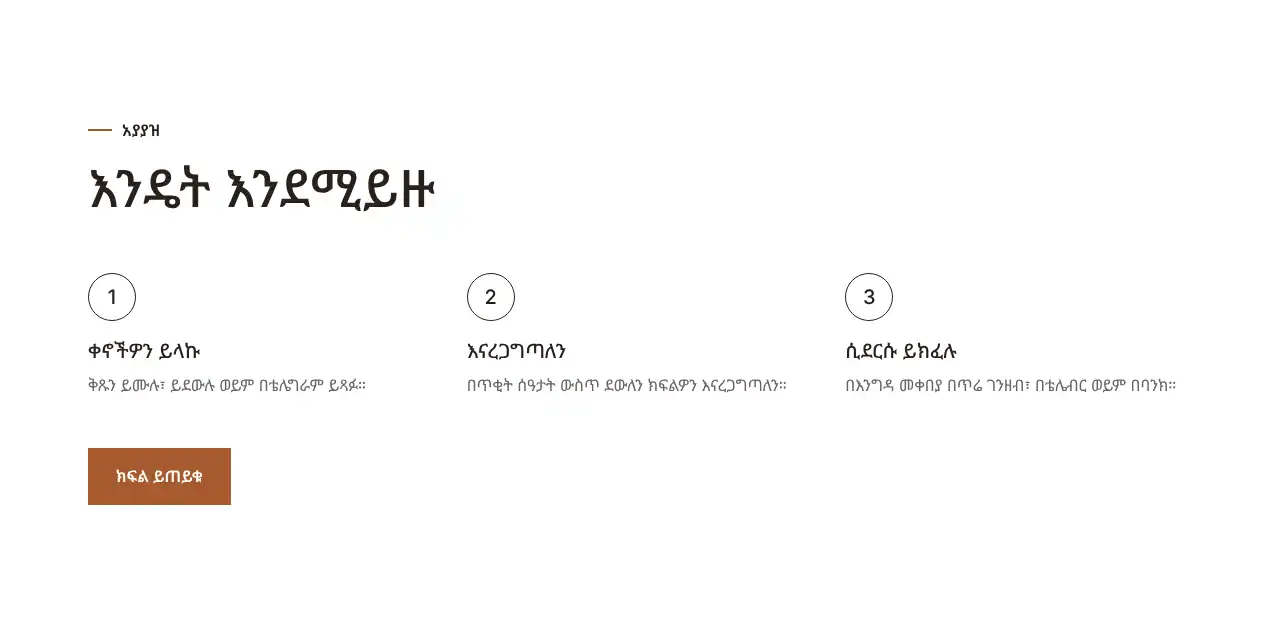 አያያዝ
እንዴት እንደሚይዙ
1
2
3
ቀኖችዎን ይላኩ
እናረጋግጣለን
ሲደርሱ ይክፈሉ
ቅጹን ይሙሉ፣ ይደውሉ ወይም በቴሌግራም ይጻፉ።
በጥቂት ሰዓታት ውስጥ ደውለን ክፍልዎን እናረጋግጣለን።
በእንግዳ መቀበያ በጥሬ ገንዘብ፣ በቴሌብር ወይም በባንክ።
ክፍል ይጠይቁ